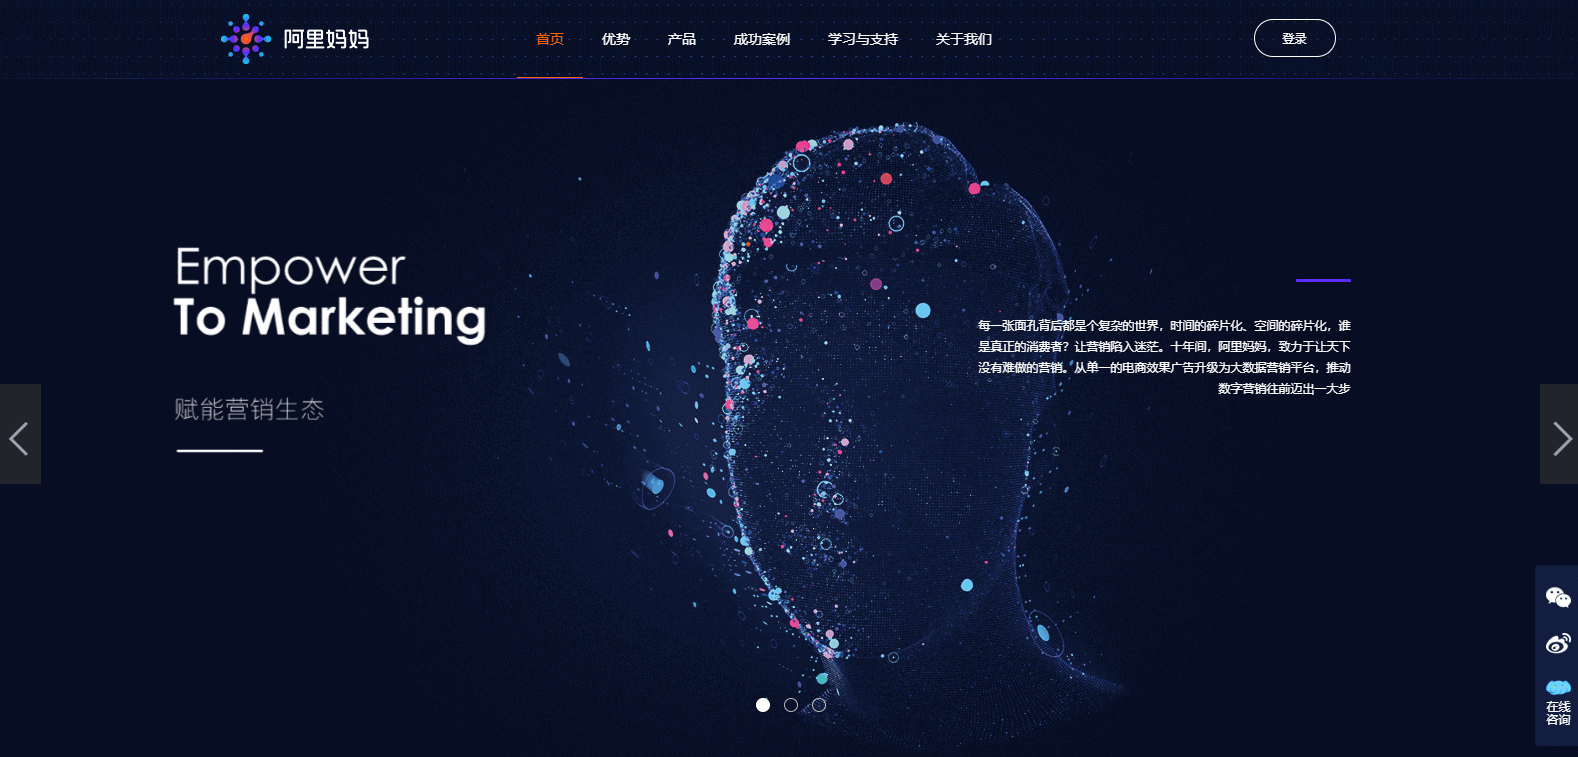 阿里妈妈
首页
优势
产品
成功案例
学习与支持
关于我们
登录
Empower
To Marketing
赋能营销生态
每一张面孔背后都是个复杂的世界，时间的碎片化、空间的碎片化，谁
是真正的消费者？让营销陷入迷茫。十年间，阿里妈妈，致力于让天下
没有难做的营销。从单一的电商效果广告升级为大数据营销平台，推动
数字营销往前迈出一大步
在线
咨询